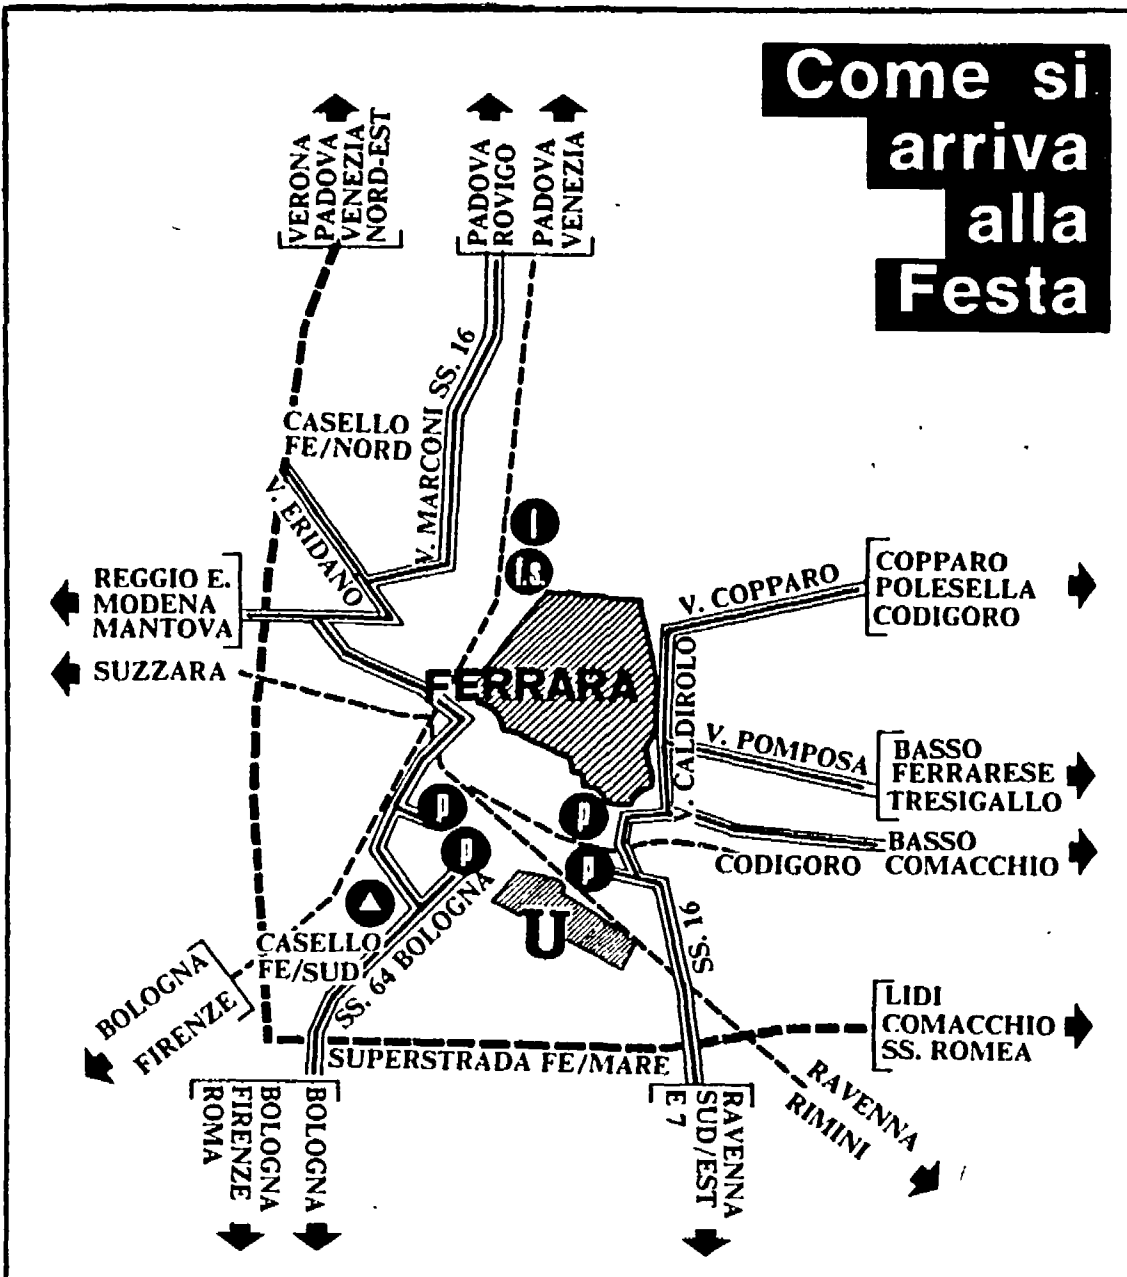 Come si
arriva
alla
Festa
VERONA
PADOVA
VENEZIA
NORD-EST
PADOVA
ROVIGO
PADOVA
VENEZIA
V. MARCONI SS. 16
CASELLO
FE/NORD
V. ERIDANO
I
f.s.
REGGIO E.
MODENA
MANTOVA
SUZZARA
FERRARA
V. COPPARO
COPPARO
POLESELLA
CODIGORO
V. CALDIROLO
V. POMPOSA
BASSO
FERRARESE
TRESIGALLO
BASSO
COMACCHIO
CODIGORO
P
P
P
P
U
CASELLO
FE/SUD
SS. 64 BOLOGNA
SS. 16
BOLOGNA
FIRENZE
LIDI
COMACCHIO
SS. ROMEA
SUPERSTRADA FE/MARE
RAVENNA
RIMINI
BOLOGNA
FIRENZE
ROMA
BOLOGNA
RAVENNA
SUD/EST
E 7